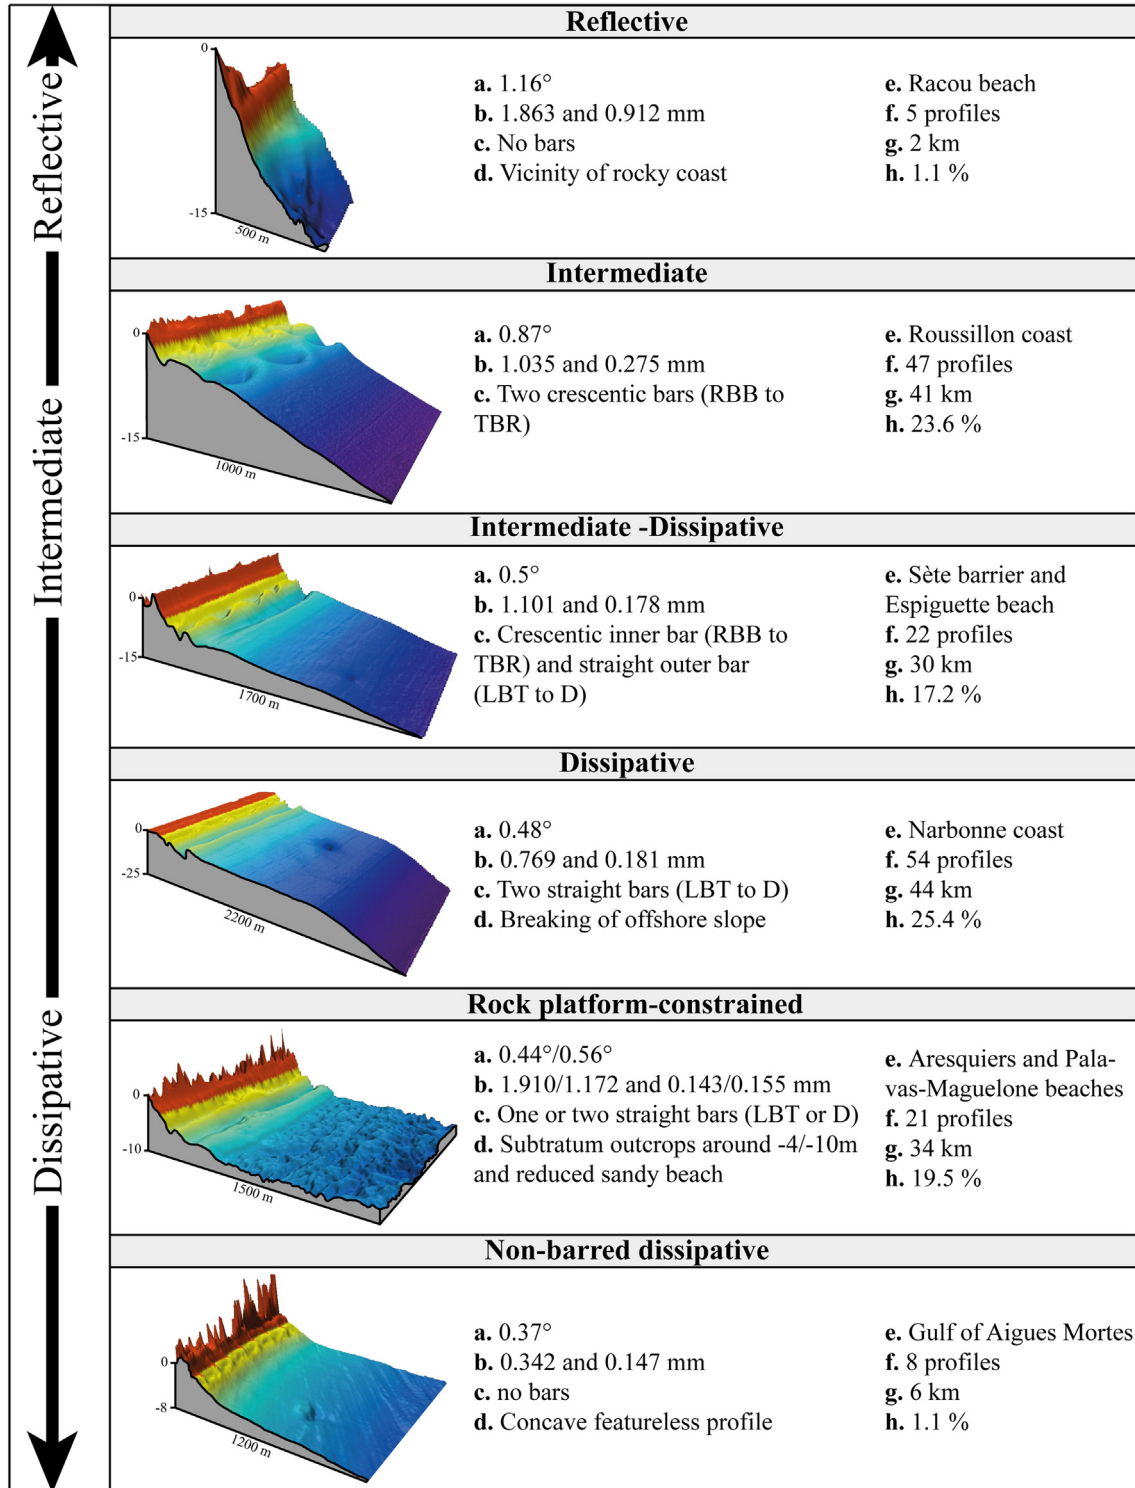 Reflective
Intermediate
Dissipative
Reflective
0
-15
500 m
a. 1.16°
b. 1.863 and 0.912 mm
c. No bars
d. Vicinity of rocky coast
e. Racou beach
f. 5 profiles
g. 2 km
h. 1.1 %
Intermediate
0
-15
1000 m
a. 0.87°
b. 1.035 and 0.275 mm
c. Two crescentic bars (RBB to
TBR)
e. Roussillon coast
f. 47 profiles
g. 41 km
h. 23.6 %
Intermediate -Dissipative
0
-15
1700 m
a. 0.5°
b. 1.101 and 0.178 mm
c. Crescentic inner bar (RBB to
TBR) and straight outer bar
(LBT to D)
e. Sète barrier and
Espiguette beach
f. 22 profiles
g. 30 km
h. 17.2 %
Dissipative
0
-25
2200 m
a. 0.48°
b. 0.769 and 0.181 mm
c. Two straight bars (LBT to D)
d. Breaking of offshore slope
e. Narbonne coast
f. 54 profiles
g. 44 km
h. 25.4 %
Rock platform-constrained
0
-10
1500 m
a. 0.44°/0.56°
b. 1.910/1.172 and 0.143/0.155 mm
c. One or two straight bars (LBT or D)
d. Subtratum outcrops around -4/-10m
and reduced sandy beach
e. Aresquiers and Pala-
vas-Maguelone beaches
f. 21 profiles
g. 34 km
h. 19.5 %
Non-barred dissipative
0
-8
1200 m
a. 0.37°
b. 0.342 and 0.147 mm
c. no bars
d. Concave featureless profile
e. Gulf of Aigues Mortes
f. 8 profiles
g. 6 km
h. 1.1 %